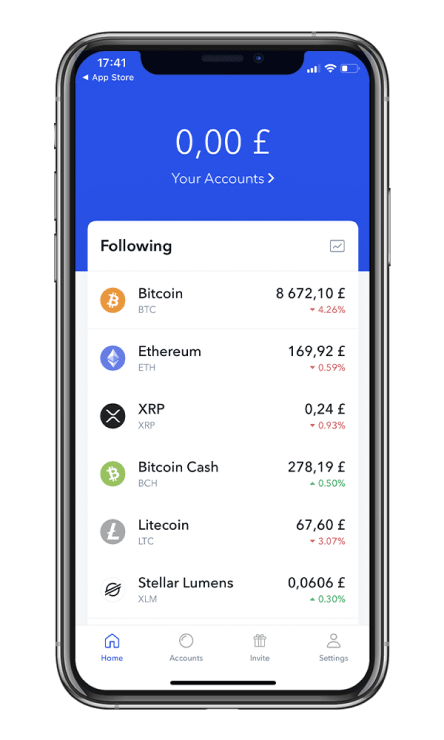 17:41
App Store
0,00 £
Your Accounts
Following
Bitcoin 8 672,10 £
BTC 4.26%
Ethereum 169,92 £
ETH 0.59%
XRP 0,24 £
XRP 0.93%
Bitcoin Cash 278,19 £
BCH 0.50%
Litecoin 67,60 £
LTC 3.07%
Stellar Lumens 0,0606 £
XLM 0.30%
Home Accounts Invite Settings